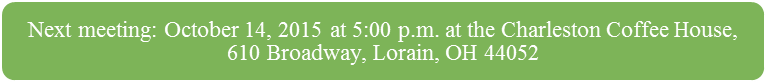 Next meeting: October 14, 2015 at 5:00 p.m. at the Charleston Coffee House,
610 Broadway, Lorain, OH 44052